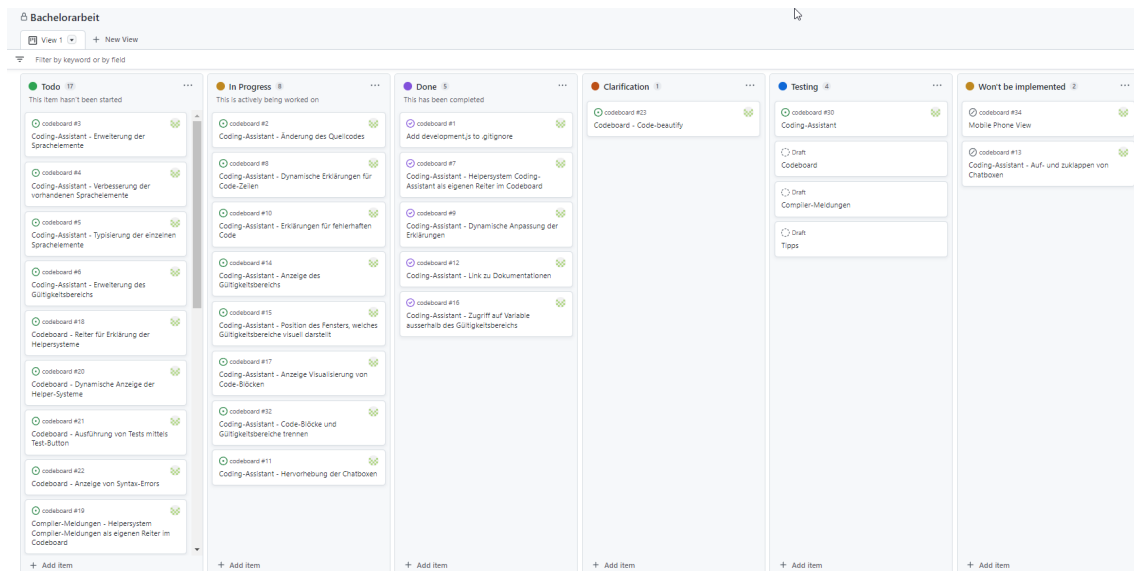 Bachelorarbeit
View 1
+ New View
Filter by keyword or by field
Todo 17
This item hasn't been started
codeboard #3
Coding-Assistant - Erweiterung der
Sprachelemente
codeboard #4
Coding-Assistant - Verbesserung der
vorhandenen Sprachelemente
codeboard #5
Coding-Assistant - Typisierung der einzelnen
Sprachelemente
codeboard #6
Coding-Assistant - Erweiterung des
Gültigkeitsbereichs
codeboard #18
Codeboard - Reiter für Erklärung der
Helpersysteme
codeboard #20
Codeboard - Dynamische Anzeige der
Helper-Systeme
codeboard #21
Codeboard - Ausführung von Tests mittels
Test-Button
codeboard #22
Codeboard - Anzeige von Syntax-Errors
codeboard #19
Compiler-Meldungen - Helpersystem
Compiler-Meldungen als eigenen Reiter im
Codeboard
+ Add item
In Progress 8
This is actively being worked on
codeboard #2
Coding-Assistant - Änderung des Quellcodes
codeboard #8
Coding-Assistant - Dynamische Erklärungen für
Code-Zeilen
codeboard #10
Coding-Assistant - Erklärungen für fehlerhaften
Code
codeboard #14
Coding-Assistant - Anzeige des
Gültigkeitsbereichs
codeboard #15
Coding-Assistant - Position des Fensters, welches
Gültigkeitsbereiche visuell darstellt
codeboard #17
Coding-Assistant - Anzeige Visualisierung von
Code-Blöcken
codeboard #32
Coding-Assistant - Code-Blöcke und
Gültigkeitsbereiche trennen
codeboard #11
Coding-Assistant - Hervorhebung der Chatboxen
+ Add item
Done 5
This has been completed
codeboard #1
Add development.js to .gitignore
codeboard #7
Coding-Assistant - Helpersystem Coding-
Assistant als eigenen Reiter im Codeboard
codeboard #9
Coding-Assistant - Dynamische Anpassung der
Erklärungen
codeboard #12
Coding-Assistant - Link zu Dokumentationen
codeboard #16
Coding-Assistant - Zugriff auf Variable
ausserhalb des Gültigkeitsbereichs
+ Add item
Clarification 1
codeboard #23
Codeboard - Code-beautify
+ Add item
Testing 4
codeboard #30
Coding-Assistant
Draft
Codeboard
Draft
Compiler-Meldungen
Draft
Tipps
+ Add item
Won't be implemented 2
codeboard #34
Mobile Phone View
codeboard #13
Coding-Assistant - Auf- und zuklappen von
Chatboxen
+ Add item